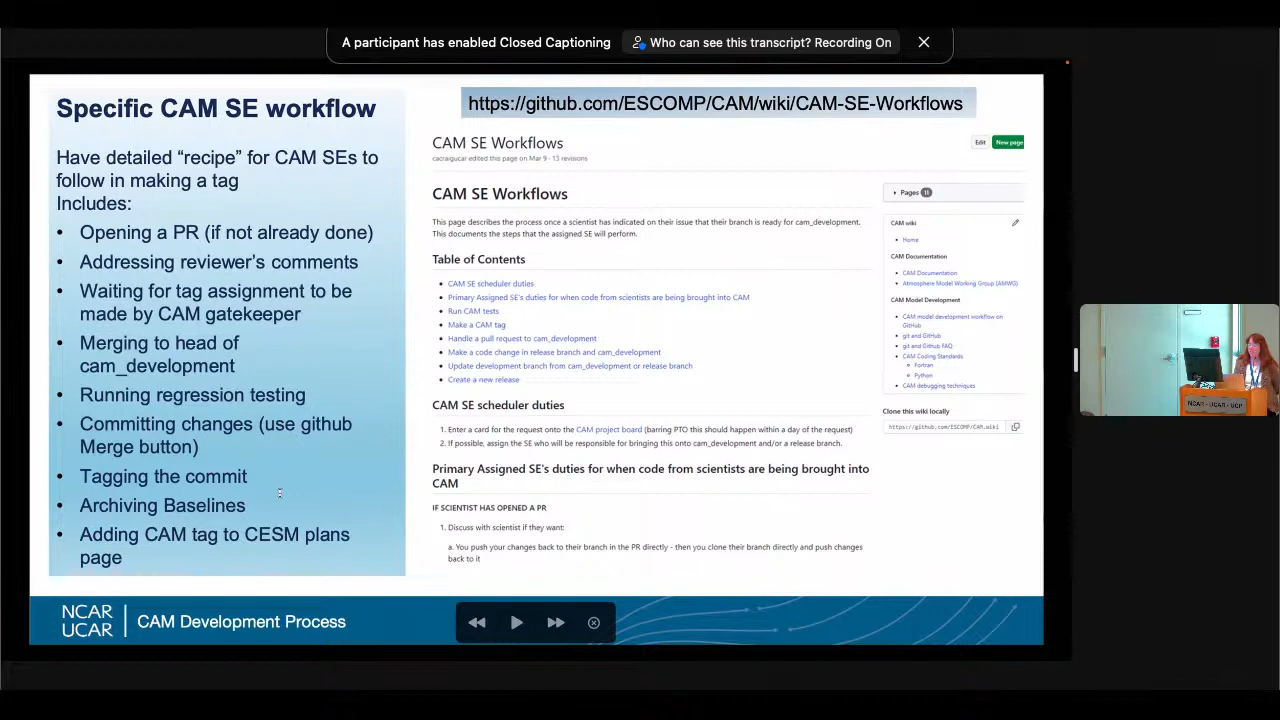 A participant has enabled Closed Captioning
Who can see this transcript? Recording On
Specific CAM SE workflow
Have detailed “recipe” for CAM SEs to
follow in making a tag
Includes:
• Opening a PR (if not already done)
• Addressing reviewer’s comments
• Waiting for tag assignment to be
made by CAM gatekeeper
• Merging to head of
cam_development
• Running regression testing
• Committing changes (use github
Merge button)
• Tagging the commit
• Archiving Baselines
• Adding CAM tag to CESM plans
page
https://github.com/ESCOMP/CAM/wiki/CAM-SE-Workflows
CAM SE Workflows
Edit
New page
cacraigucar edited this page on Mar 9 · 13 revisions
CAM SE Workflows
This page describes the process once a scientist has indicated on their issue that their branch is ready for cam_development.
This documents the steps that the assigned SE will perform.
Table of Contents
• CAM SE scheduler duties
• Primary Assigned SE's duties for when code from scientists are being brought into CAM
• Run CAM tests
• Make a CAM tag
• Handle a pull request to cam_development
• Make a code change in release branch and cam_development
• Update development branch from cam_development or release branch
• Create a new release
CAM SE scheduler duties
1. Enter a card for the request onto the CAM project board (barring PTO this should happen within a day of the request)
2. If possible, assign the SE who will be responsible for bringing this onto cam_development and/or a release branch.
Primary Assigned SE's duties for when code from scientists are being brought into
CAM
IF SCIENTIST HAS OPENED A PR
1. Discuss with scientist if they want:
a. You push your changes back to their branch in the PR directly - then you clone their branch directly and push changes
back to it
Pages 11
CAM wiki
• Home
CAM Documentation
• CAM Documentation
• Atmosphere Model Working Group (AMWG)
CAM Model Development
• CAM model development workflow on
GitHub
• git and GitHub
• git and Github FAQ
• CAM Coding Standards
Fortran
Python
• CAM debugging techniques
Clone this wiki locally
https://github.com/ESCOMP/CAM.wiki
NCAR
UCAR
CAM Development Process
NCAR - UCAR - UCP